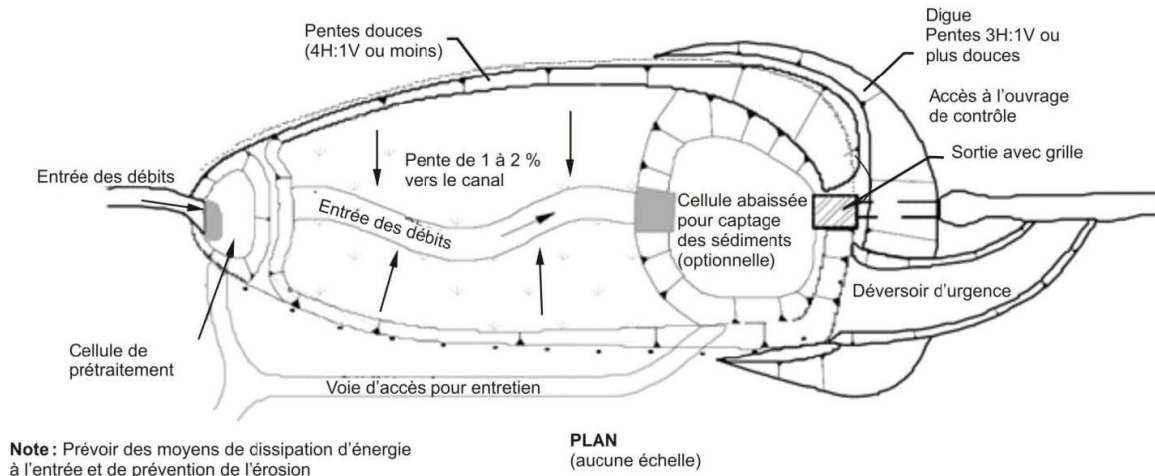 Pentes douces
(4H:1V ou moins)
Digue
Pentes 3H:1V ou
plus douces
Accès à l'ouvrage
de contrôle
Sortie avec grille
Entrée des débits
Pente de 1 à 2 %
vers le canal
Entrée des débits
Cellule abaissée
pour captage
des sédiments
(optionnelle)
Déversoir d'urgence
Cellule de
prétraitement
Voie d'accès pour entretien
Note : Prévoir des moyens de dissipation d'énergie
à l'entrée et de prévention de l'érosion
PLAN
(aucune échelle)